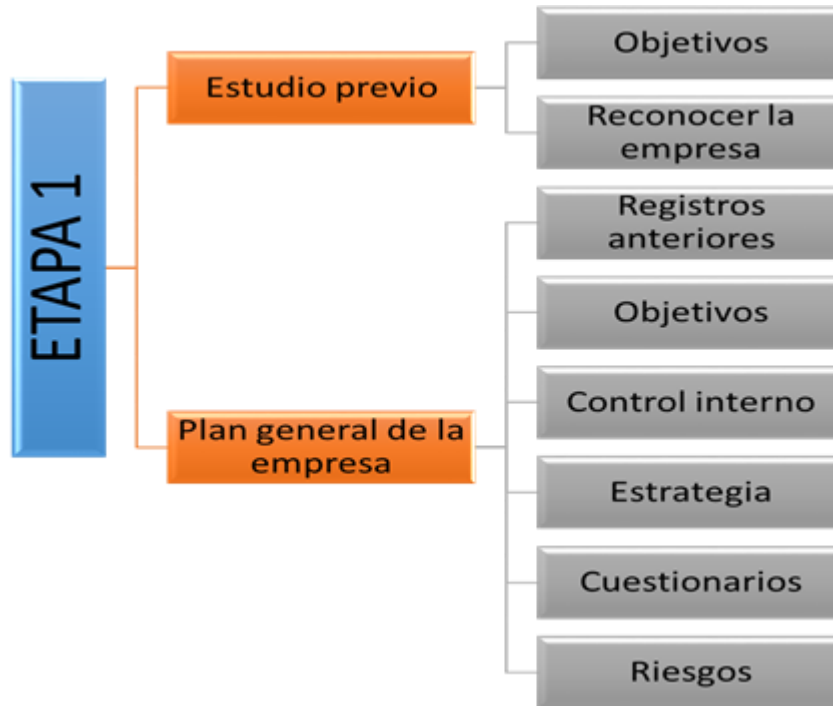 ETAPA 1
Estudio previo
Objetivos
Reconocer la
empresa
Plan general de la
empresa
Registros
anteriores
Objetivos
Control interno
Estrategia
Cuestionarios
Riesgos